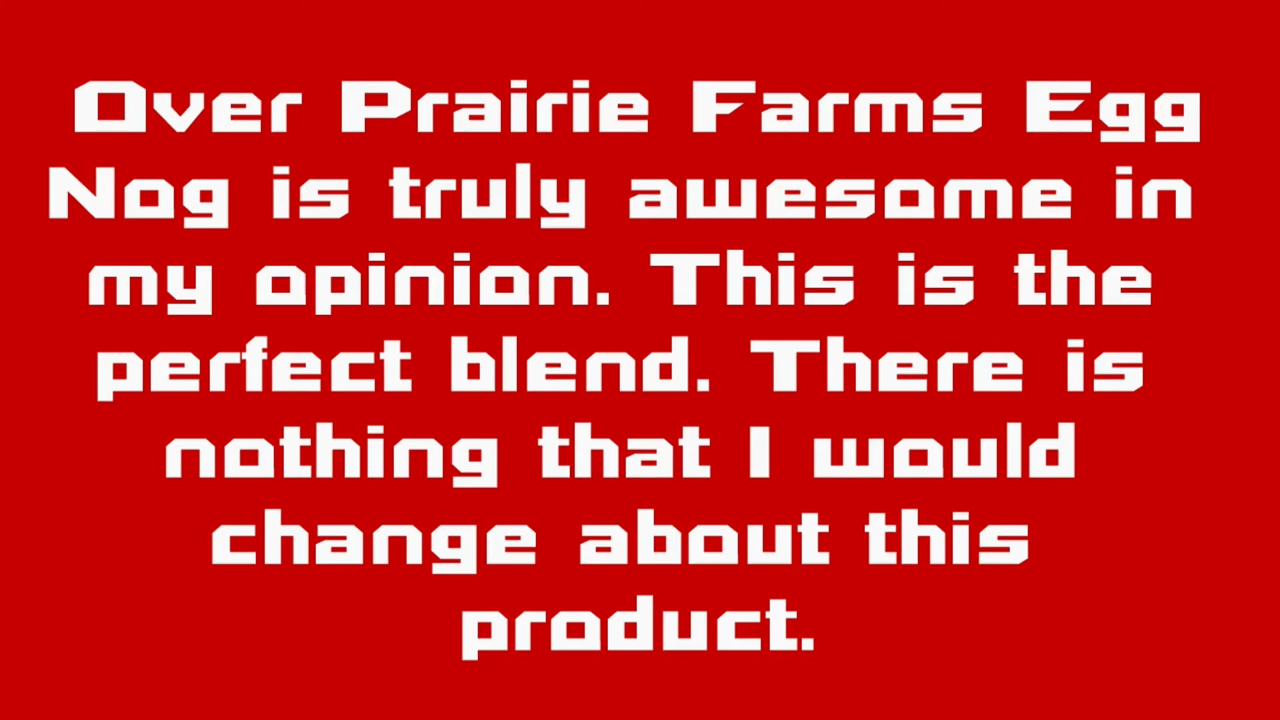 Over Prairie Farms Egg
Nog is truly awesome in
my opinion. This is the
perfect blend. There is
nothing that I would
change about this
product.